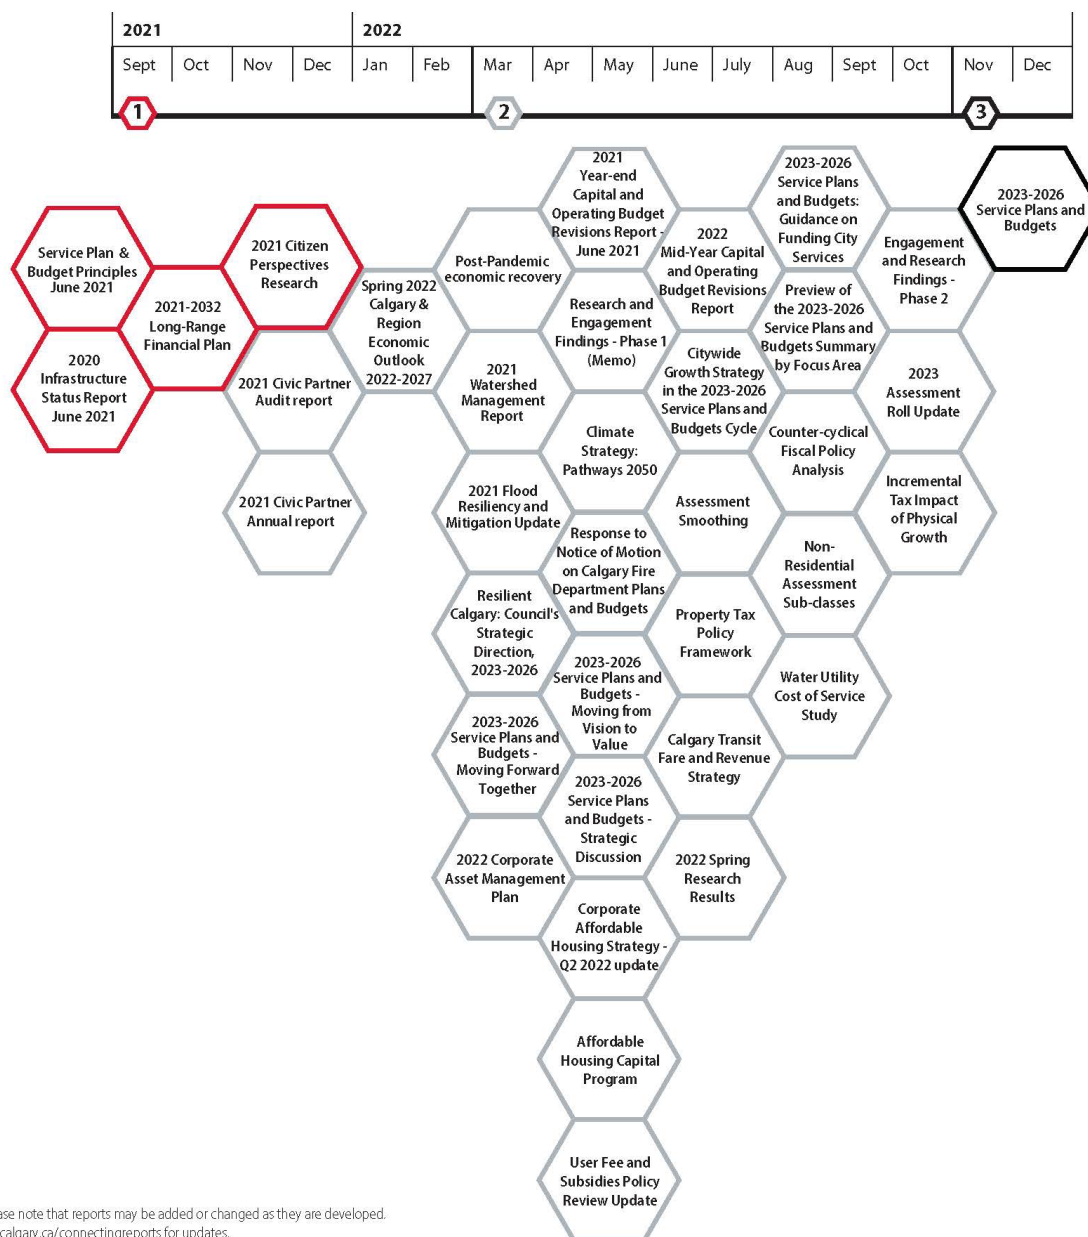 2021
2022
Sept
Oct
Nov
Dec
Jan
Feb
Mar
Apr
May
June
July
Aug
Sept
Oct
Nov
Dec
1
2
3
Service Plan &
Budget Principles
June 2021
2020
Infrastructure
Status Report
June 2021
2021-2032
Long-Range
Financial Plan
2021 Citizen
Perspectives
Research
2021 Civic Partner
Audit report
2021 Civic Partner
Annual report
Spring 2022
Calgary &
Region
Economic
Outlook
2022-2027
Post-Pandemic
economic recovery
2021
Watershed
Management
Report
2021 Flood
Resiliency and
Mitigation Update
Resilient
Calgary: Council's
Strategic
Direction,
2023-2026
2023-2026
Service Plans and
Budgets -
Moving Forward
Together
2022 Corporate
Asset Management
Plan
2021
Year-end
Capital and
Operating Budget
Revisions Report -
June 2021
Research and
Engagement
Findings - Phase 1
(Memo)
Climate
Strategy:
Pathways 2050
Response to
Notice of Motion
on Calgary Fire
Department Plans
and Budgets
2023-2026
Service Plans and
Budgets -
Moving from
Vision to
Value
2023-2026
Service Plans
and Budgets -
Strategic
Discussion
Corporate
Affordable
Housing Strategy -
Q2 2022 update
Affordable
Housing Capital
Program
User Fee and
Subsidies Policy
Review Update
2022
Mid-Year Capital
and Operating
Budget Revisions
Report
Citywide
Growth Strategy
in the 2023-2026
Service Plans and
Budgets Cycle
Assessment
Smoothing
Property Tax
Policy
Framework
Calgary Transit
Fare and Revenue
Strategy
2022 Spring
Research
Results
2023-2026
Service Plans
and Budgets:
Guidance on
Funding City
Services
Preview of
the 2023-2026
Service Plans and
Budgets Summary
by Focus Area
Counter-cyclical
Fiscal Policy
Analysis
Non-
Residential
Assessment
Sub-classes
Water Utility
Cost of Service
Study
Engagement
and Research
Findings -
Phase 2
2023
Assessment
Roll Update
Incremental
Tax Impact
of Physical
Growth
2023-2026
Service Plans and
Budgets
note that reports may be added or changed as they are developed.
calgary.ca/connectingreports for updates.